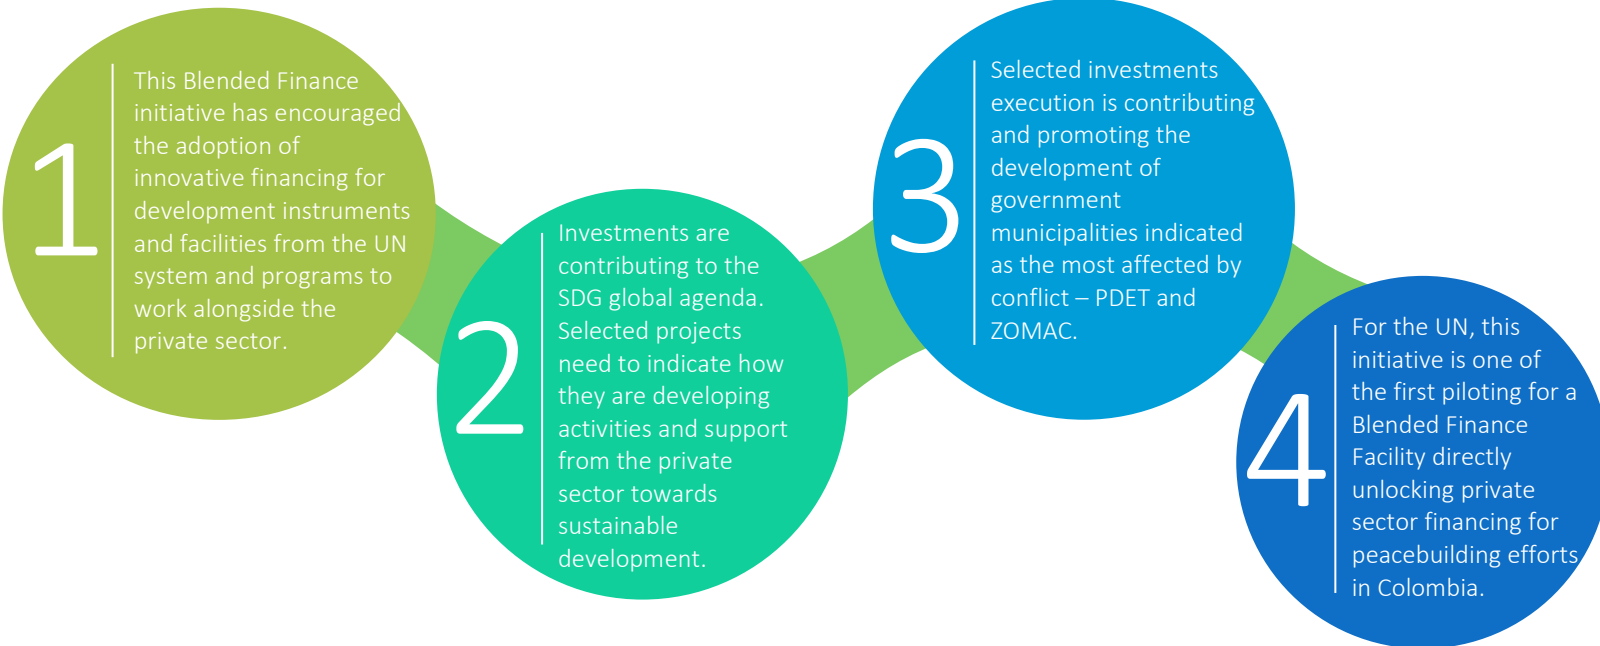 1
This Blended Finance
initiative has encouraged
the adoption of
innovative financing for
development instruments
and facilities from the UN
system and programs to
work alongside the
private sector.
2
Investments are
contributing to the
SDG global agenda.
Selected projects
need to indicate how
they are developing
activities and support
from the private
sector towards
sustainable
development.
3
Selected investments
execution is contributing
and promoting the
development of
government
municipalities indicated
as the most affected by
conflict – PDET and
ZOMAC.
4
For the UN, this
initiative is one of
the first piloting for a
Blended Finance
Facility directly
unlocking private
sector financing for
peacebuilding efforts
in Colombia.